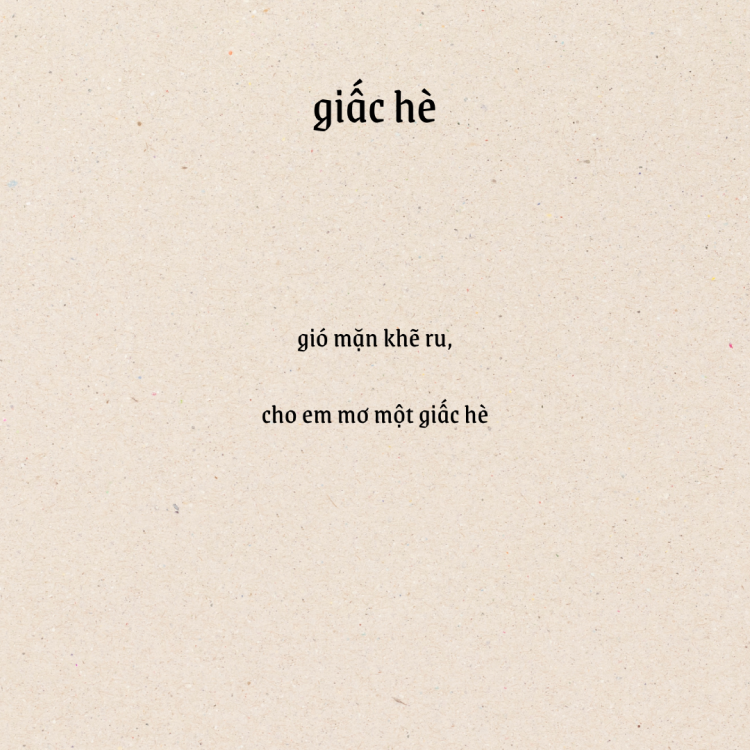 giấc hè
gió mặn khẽ ru,
cho em mơ một giấc hè